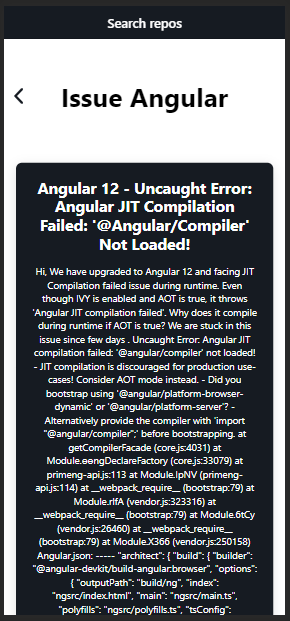 Search repos
Issue Angular
Angular 12 - Uncaught Error:
Angular JIT Compilation
Failed: '@Angular/Compiler'
Not Loaded!
Hi, We have upgraded to Angular 12 and facing JIT
Compilation failed issue during runtime. Even
though IVY is enabled and AOT is true, it throws
'Angular JIT compilation failed'. Why does it compile
during runtime if AOT is true? We are stuck in this
issue since few days . Uncaught Error: Angular JIT
compilation failed: '@angular/compiler' not loaded!
- JIT compilation is discouraged for production use-
cases! Consider AOT mode instead. - Did you
bootstrap using '@angular/platform-browser-
dynamic' or '@angular/platform-server'? -
Alternatively provide the compiler with 'import
"@angular/compiler";' before bootstrapping. at
getCompilerFacade (core.js:4031) at
Module.ɵɵngDeclareFactory (core.js:33079) at
primeng-api.js:113 at Module.lpNV (primeng-
api.js:114) at __webpack_require__ (bootstrap:79) at
Module.rlfA (vendor.js:323316) at
__webpack_require__ (bootstrap:79) at Module.6tCy
(vendor.js:26460) at __webpack_require__
(bootstrap:79) at Module.X366 (vendor.js:250158)
Angular.json: ----- "architect": { "build": { "builder":
"@angular-devkit/build-angular:browser", "options":
{ "outputPath": "build/ng", "index":
"ngsrc/index.html", "main": "ngsrc/main.ts",
"polyfills": "ngsrc/polyfills.ts", "tsConfig":